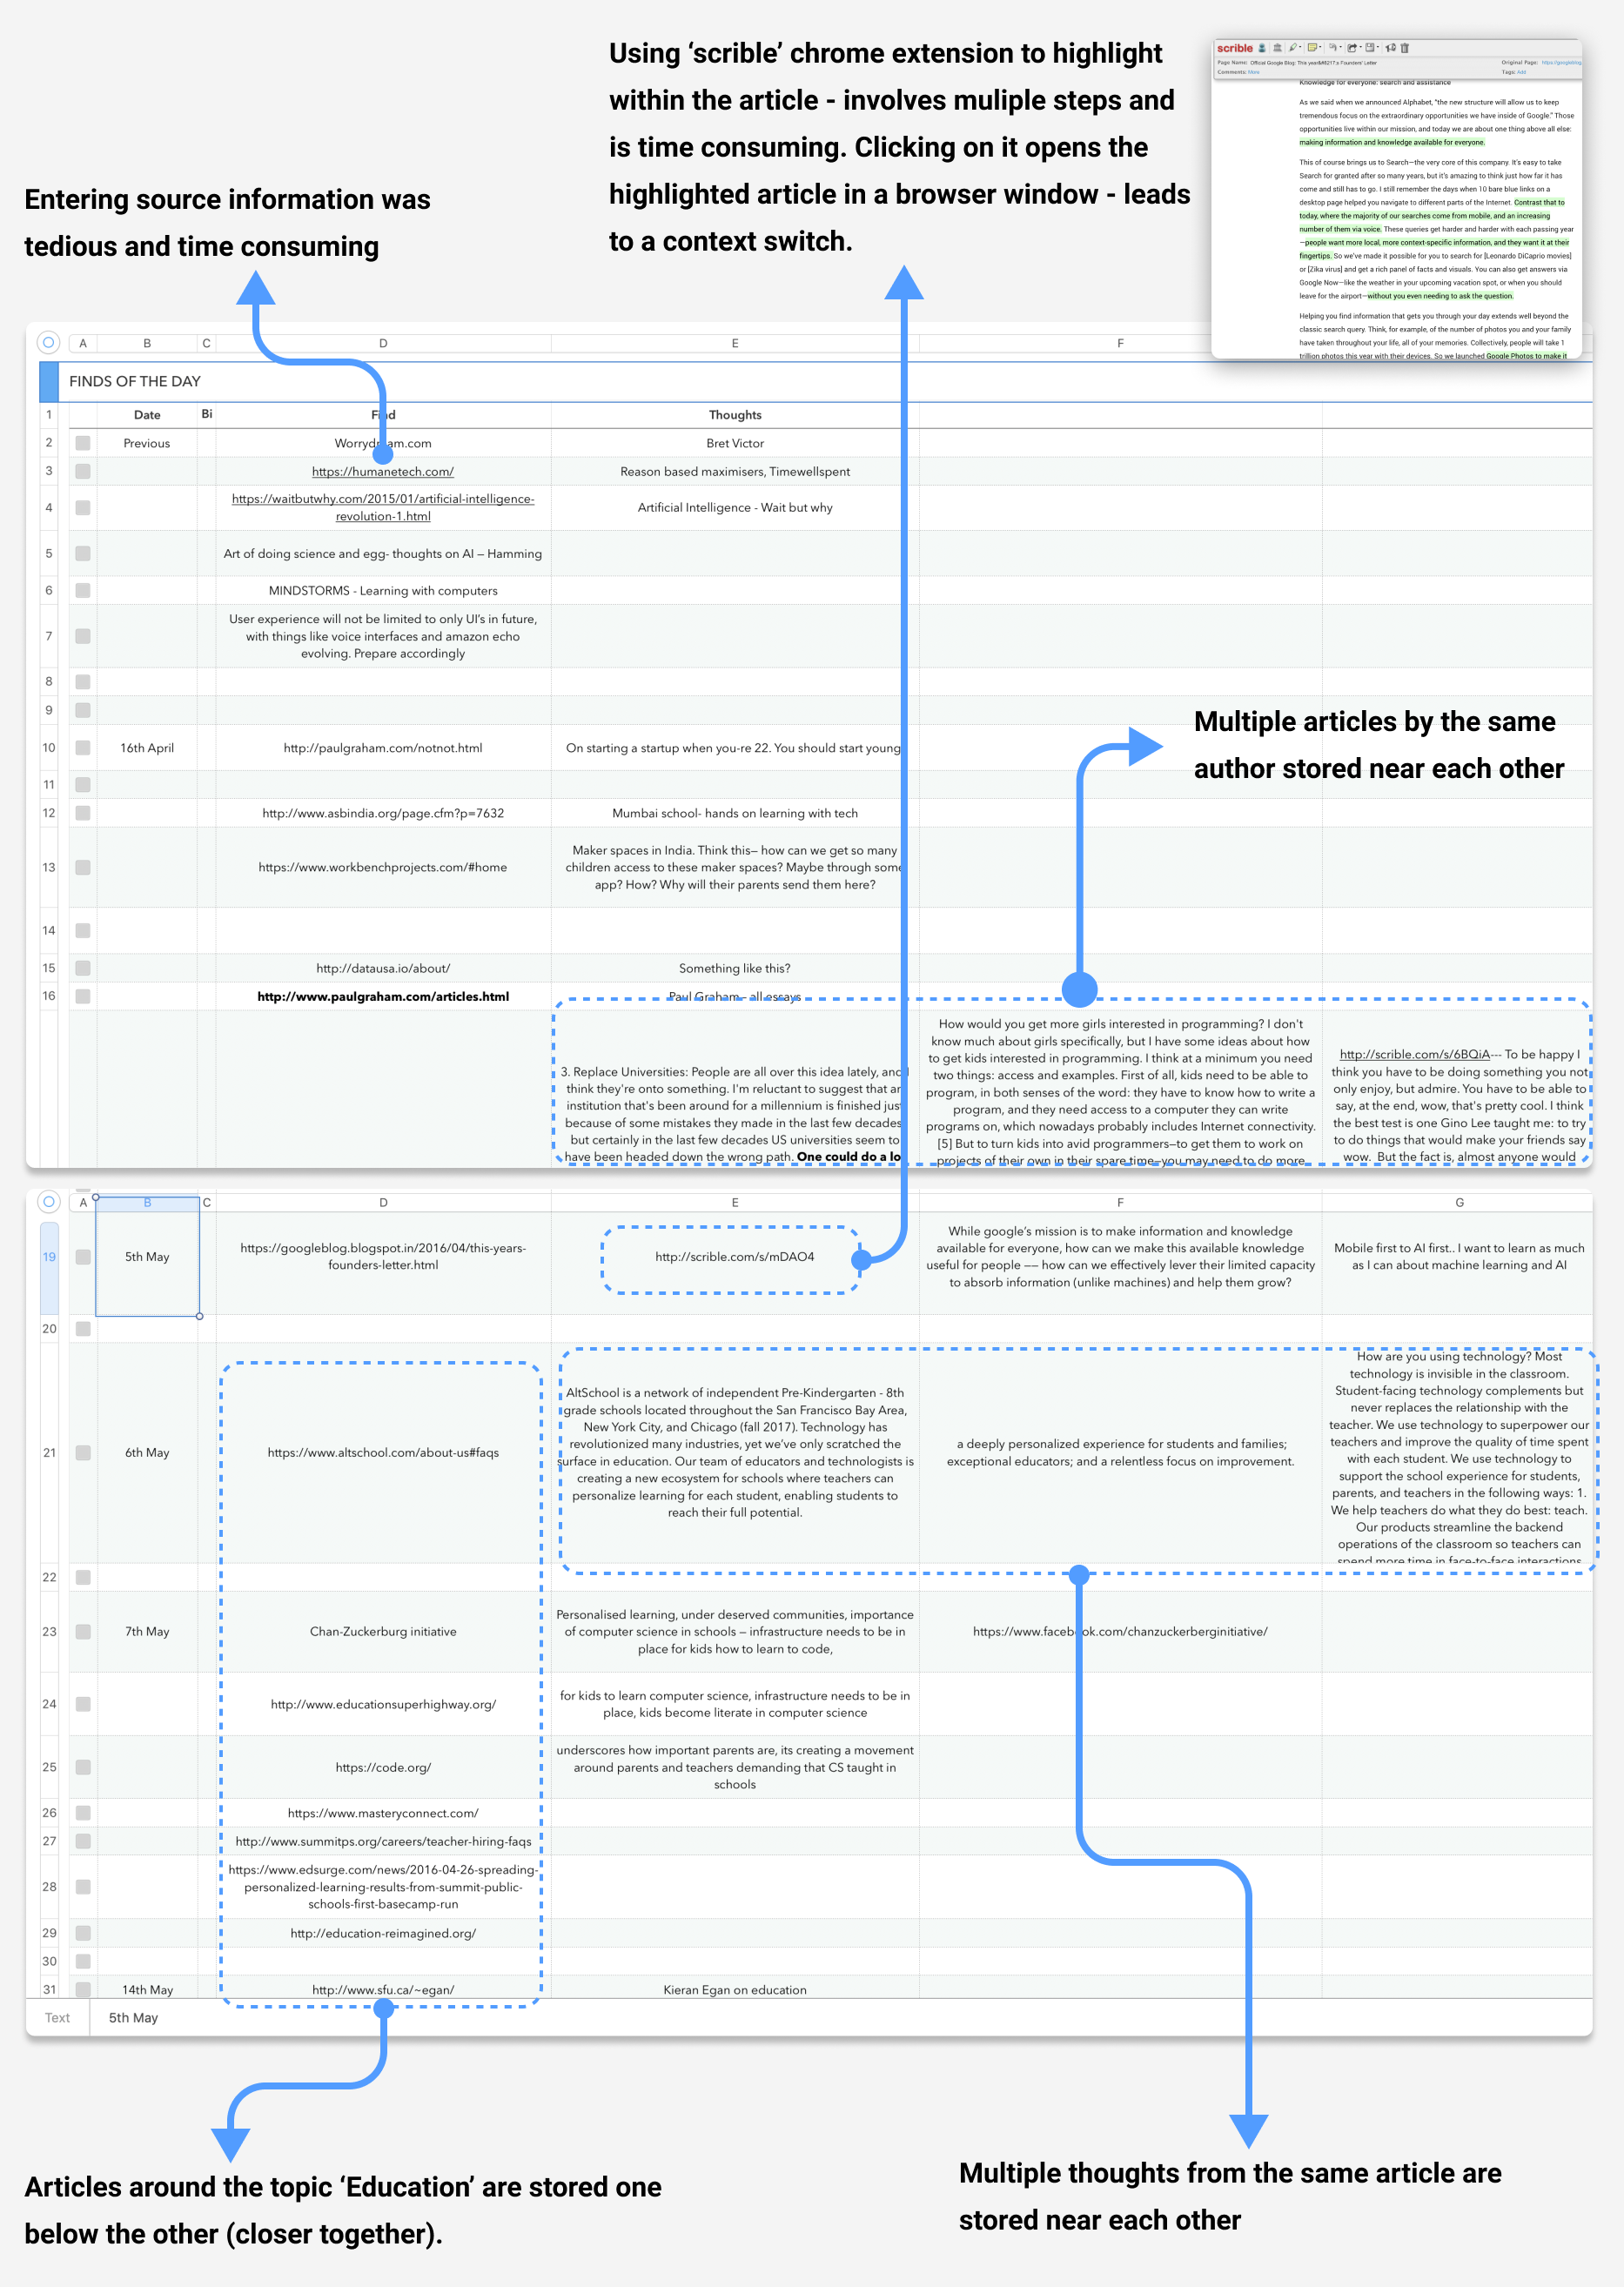 Using ‘scrible’ chrome extension to highlight
within the article - involves muliple steps and
is time consuming. Clicking on it opens the
highlighted article in a browser window - leads
to a context switch.
Entering source information was
tedious and time consuming
scrible
Page Name: Official Google Blog: This year&#8217;s Founders' Letter
Original Page: https://googleblog
Comments: More
Tags: Add
Knowledge for everyone: search and assistance
As we said when we announced Alphabet, “the new structure will allow us to keep
tremendous focus on the extraordinary opportunities we have inside of Google.” Those
opportunities live within our mission, and today we are about one thing above all else:
making information and knowledge available for everyone.
This of course brings us to Search—the very core of this company. It's easy to take
Search for granted after so many years, but it's amazing to think just how far it has
come and still has to go. I still remember the days when 10 bare blue links on a
desktop page helped you navigate to different parts of the Internet. Contrast that to
today, where the majority of our searches come from mobile, and an increasing
number of them via voice. These queries get harder and harder with each passing year
—people want more local, more context-specific information, and they want it at their
fingertips. So we've made it possible for you to search for [Leonardo DiCaprio movies]
or [Zika virus] and get a rich panel of facts and visuals. You can also get answers via
Google Now—like the weather in your upcoming vacation spot, or when you should
leave for the airport—without you even needing to ask the question.
Helping you find information that gets you through your day extends well beyond the
classic search query. Think, for example, of the number of photos you and your family
have taken throughout your life, all of your memories. Collectively, people will take 1
trillion photos this year with their devices. So we launched Google Photos to make it
A B C D E F
FINDS OF THE DAY
1 Date Bi Find Thoughts
2 Previous Worrydream.com Bret Victor
3 https://humanetech.com/ Reason based maximisers, Timewellspent
4 https://waitbutwhy.com/2015/01/artificial-intelligence-
revolution-1.html
Artificial Intelligence - Wait but why
5 Art of doing science and egg- thoughts on AI – Hamming
6 MINDSTORMS - Learning with computers
7 User experience will not be limited to only UI's in future,
with things like voice interfaces and amazon echo
evolving. Prepare accordingly
8
9
Multiple articles by the same
author stored near each other
10 16th April http://paulgraham.com/notnot.html On starting a startup when you-re 22. You should start young
11
12 http://www.asbindia.org/page.cfm?p=7632 Mumbai school- hands on learning with tech
13 https://www.workbenchprojects.com/#home
Maker spaces in India. Think this– how can we get so many
children access to these maker spaces? Maybe through some
app? How? Why will their parents send them here?
14
15 http://datausa.io/about/ Something like this?
16 http://www.paulgraham.com/articles.html Paul Graham– all essays
3. Replace Universities: People are all over this idea lately, and I
think they're onto something. I'm reluctant to suggest that an
institution that's been around for a millennium is finished just
because of some mistakes they made in the last few decades,
but certainly in the last few decades US universities seem to
have been headed down the wrong path. One could do a lo
How would you get more girls interested in programming? I don't
know much about girls specifically, but I have some ideas about how
to get kids interested in programming. I think at a minimum you need
two things: access and examples. First of all, kids need to be able to
program, in both senses of the word: they have to know how to write a
program, and they need access to a computer they can write
programs on, which nowadays probably includes Internet connectivity.
[5] But to turn kids into avid programmers—to get them to work on
projects of their own in their spare time—you may need to do more
http://scrible.com/s/6BQiA--- To be happy I
think you have to be doing something you not
only enjoy, but admire. You have to be able to
say, at the end, wow, that's pretty cool. I think
the best test is one Gino Lee taught me: to try
to do things that would make your friends say
wow. But the fact is, almost anyone would
A B C D E F G
19 5th May
https://googleblog.blogspot.in/2016/04/this-years-
founders-letter.html
http://scrible.com/s/mDAO4
While google's mission is to make information and knowledge
available for everyone, how can we make this available knowledge
useful for people –– how can we effectively lever their limited capacity
to absorb information (unlike machines) and help them grow?
Mobile first to AI first.. I want to learn as much
as I can about machine learning and AI
20
21 6th May https://www.altschool.com/about-us#faqs
AltSchool is a network of independent Pre-Kindergarten - 8th
grade schools located throughout the San Francisco Bay Area,
New York City, and Chicago (fall 2017). Technology has
revolutionized many industries, yet we've only scratched the
surface in education. Our team of educators and technologists is
creating a new ecosystem for schools where teachers can
personalize learning for each student, enabling students to
reach their full potential.
a deeply personalized experience for students and families;
exceptional educators; and a relentless focus on improvement.
How are you using technology? Most
technology is invisible in the classroom.
Student-facing technology complements but
never replaces the relationship with the
teacher. We use technology to superpower our
teachers and improve the quality of time spent
with each student. We use technology to
support the school experience for students,
parents, and teachers in the following ways: 1.
We help teachers do what they do best: teach.
Our products streamline the backend
operations of the classroom so teachers can
spend more time in face-to-face interactions
22
23 7th May Chan-Zuckerburg initiative
Personalised learning, under deserved communities, importance
of computer science in schools – infrastructure needs to be in
place for kids how to learn to code,
https://www.facebook.com/chanzuckerberginitiative/
24 http://www.educationsuperhighway.org/
for kids to learn computer science, infrastructure needs to be in
place, kids become literate in computer science
25 https://code.org/
underscores how important parents are, its creating a movement
around parents and teachers demanding that CS taught in
schools
26 https://www.masteryconnect.com/
27 http://www.summitps.org/careers/teacher-hiring-faqs
28 https://www.edsurge.com/news/2016-04-26-spreading-
personalized-learning-results-from-summit-public-
schools-first-basecamp-run
29 http://education-reimagined.org/
30
31 14th May http://www.sfu.ca/~egan/ Kieran Egan on education
Text 5th May
Articles around the topic ‘Education’ are stored one
below the other (closer together).
Multiple thoughts from the same article are
stored near each other